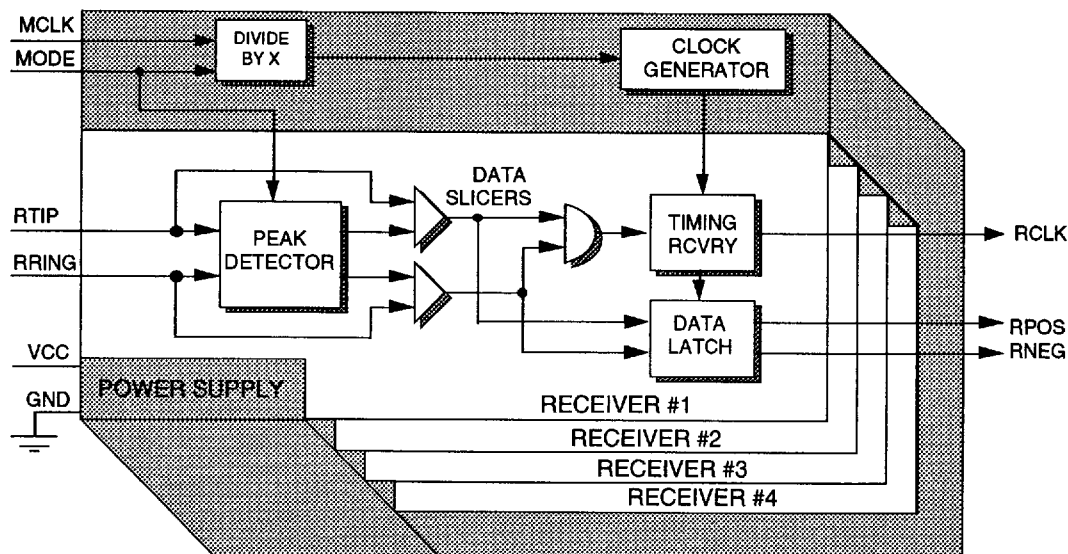 MCLK
MODE
DIVIDE
BY X
CLOCK
GENERATOR
DATA
SLICERS
RTIP
RRING
PEAK
DETECTOR
TIMING
RCVRY
RCLK
DATA
LATCH
RPOS
RNEG
VCC
GND
POWER SUPPLY
RECEIVER #1
RECEIVER #2
RECEIVER #3
RECEIVER #4